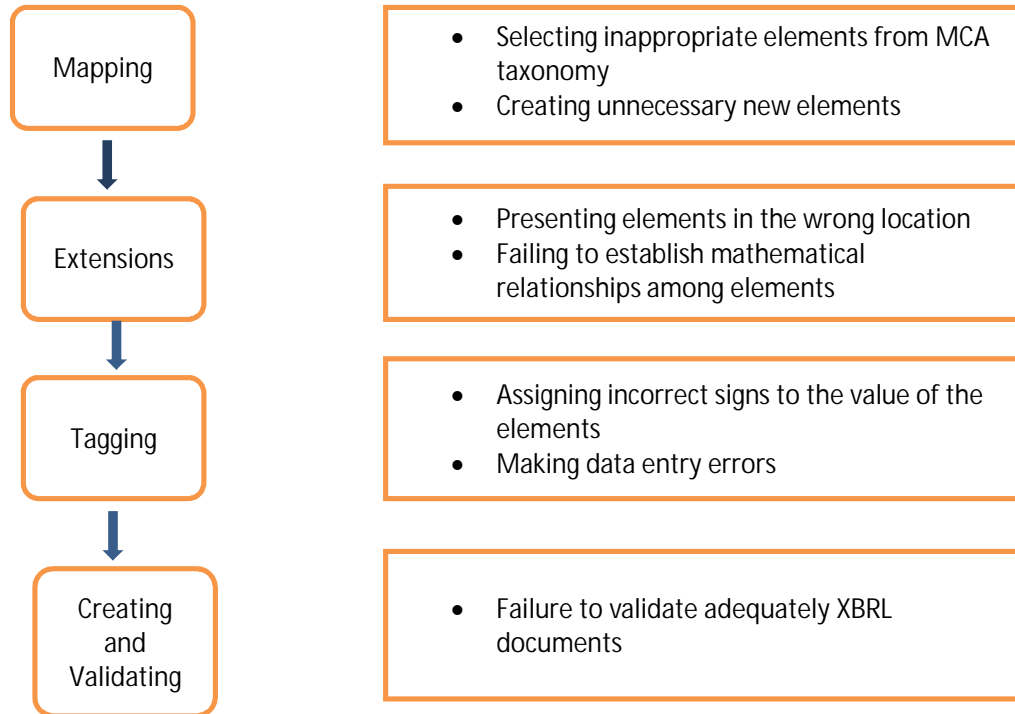 Mapping
• Selecting inappropriate elements from MCA
taxonomy
• Creating unnecessary new elements
Extensions
• Presenting elements in the wrong location
• Failing to establish mathematical
relationships among elements
Tagging
• Assigning incorrect signs to the value of the
elements
• Making data entry errors
Creating
and
Validating
• Failure to validate adequately XBRL
documents